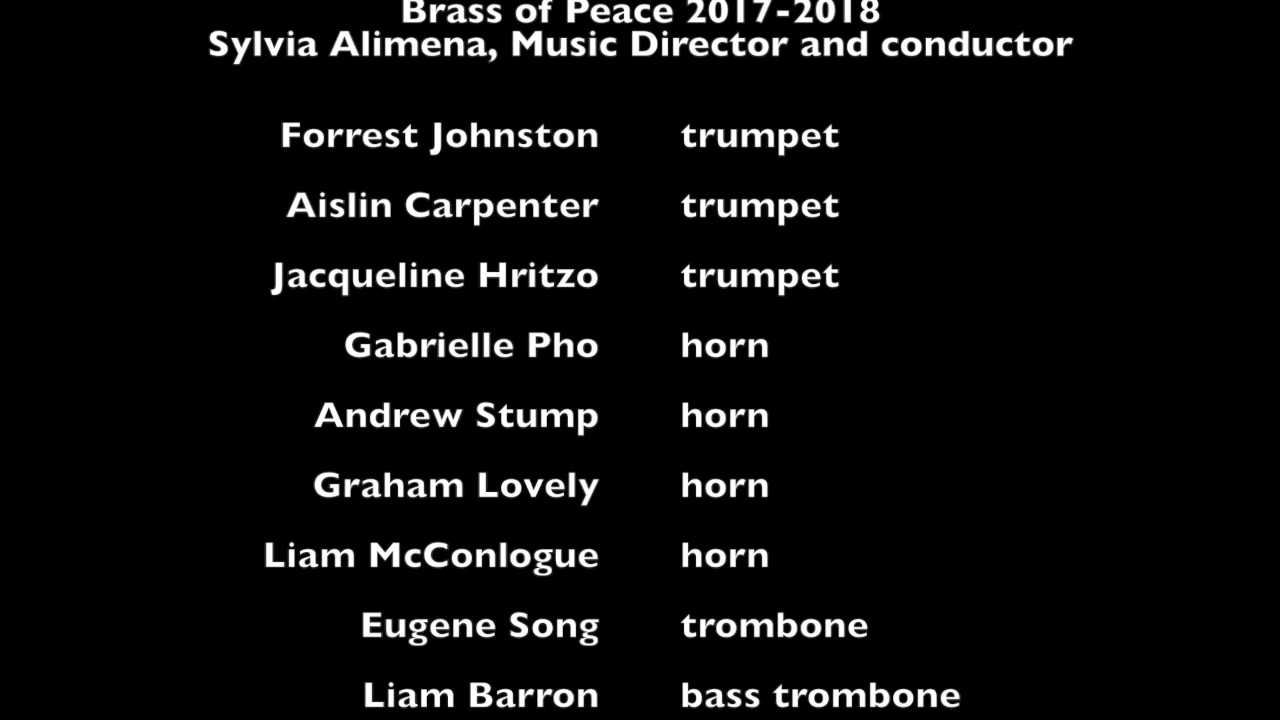 Brass of Peace 2017-2018
Sylvia Alimena, Music Director and conductor
Forrest Johnston trumpet
Aislin Carpenter trumpet
Jacqueline Hritzo trumpet
Gabrielle Pho horn
Andrew Stump horn
Graham Lovely horn
Liam McConlogue horn
Eugene Song trombone
Liam Barron bass trombone